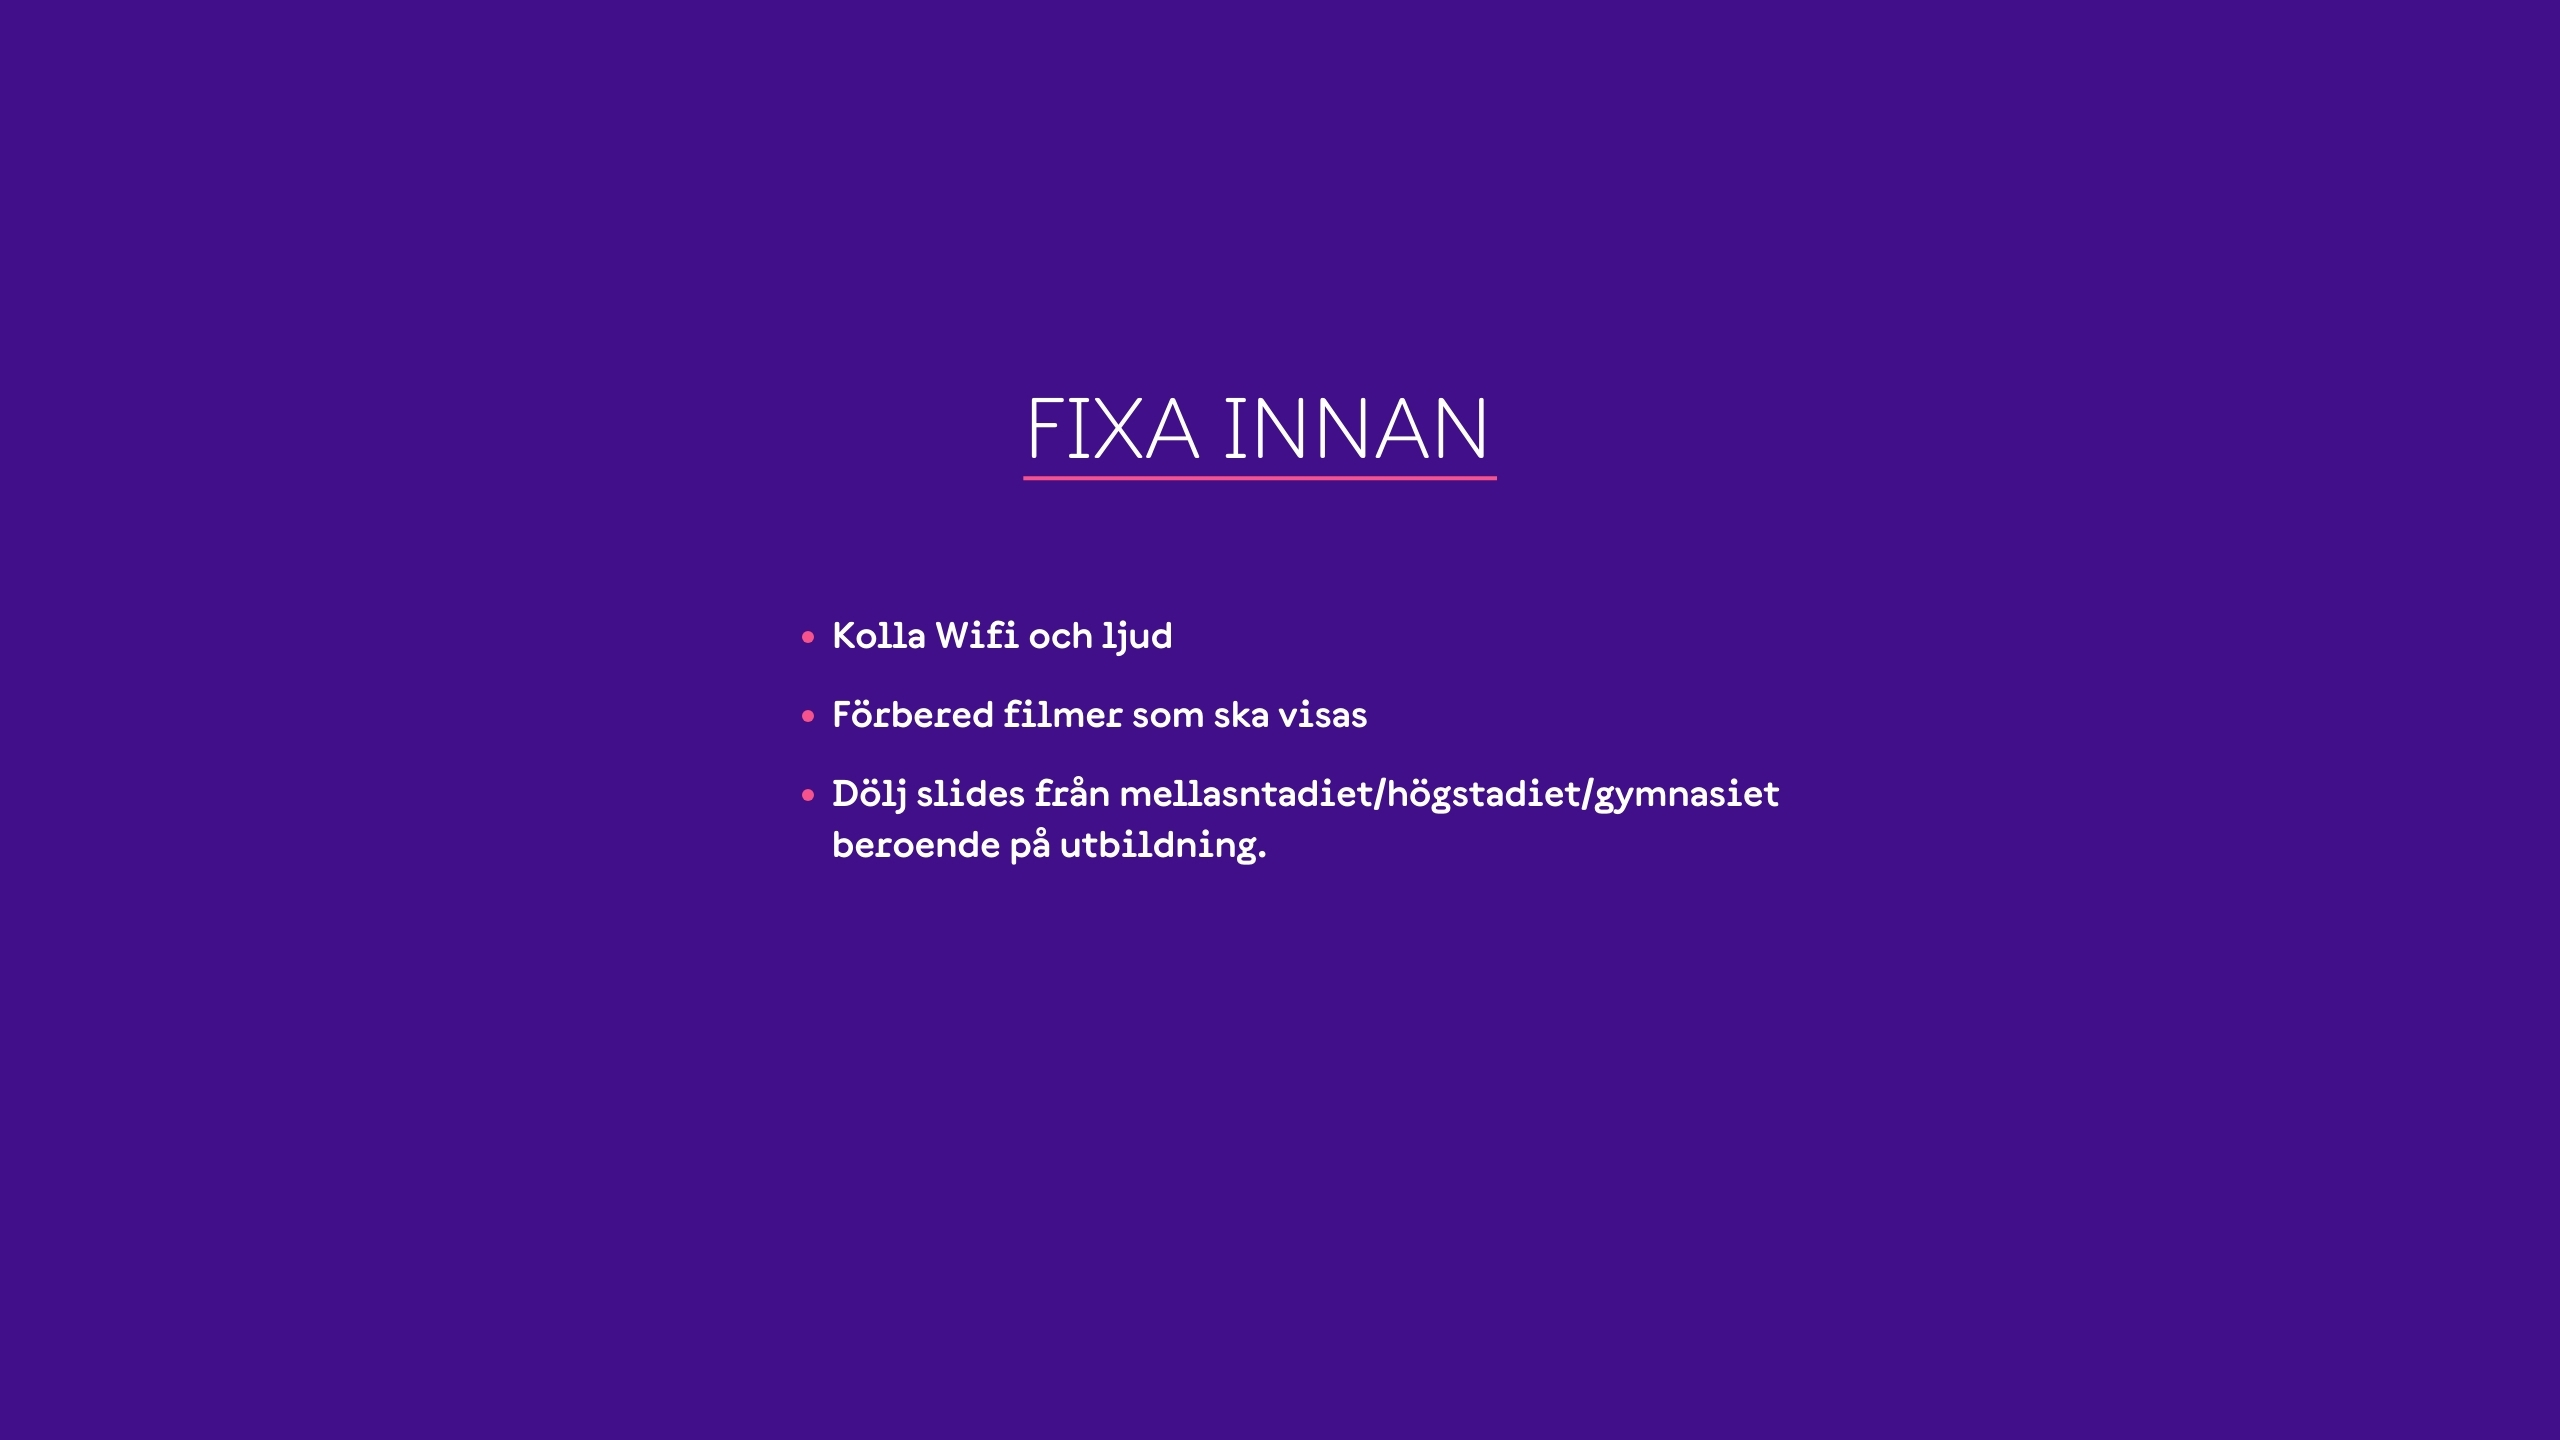 FIXA INNAN
• Kolla Wifi och ljud
• Förbered filmer som ska visas
• Dölj slides från mellasntadiet/högstadiet/gymnasiet
beroende på utbildning.